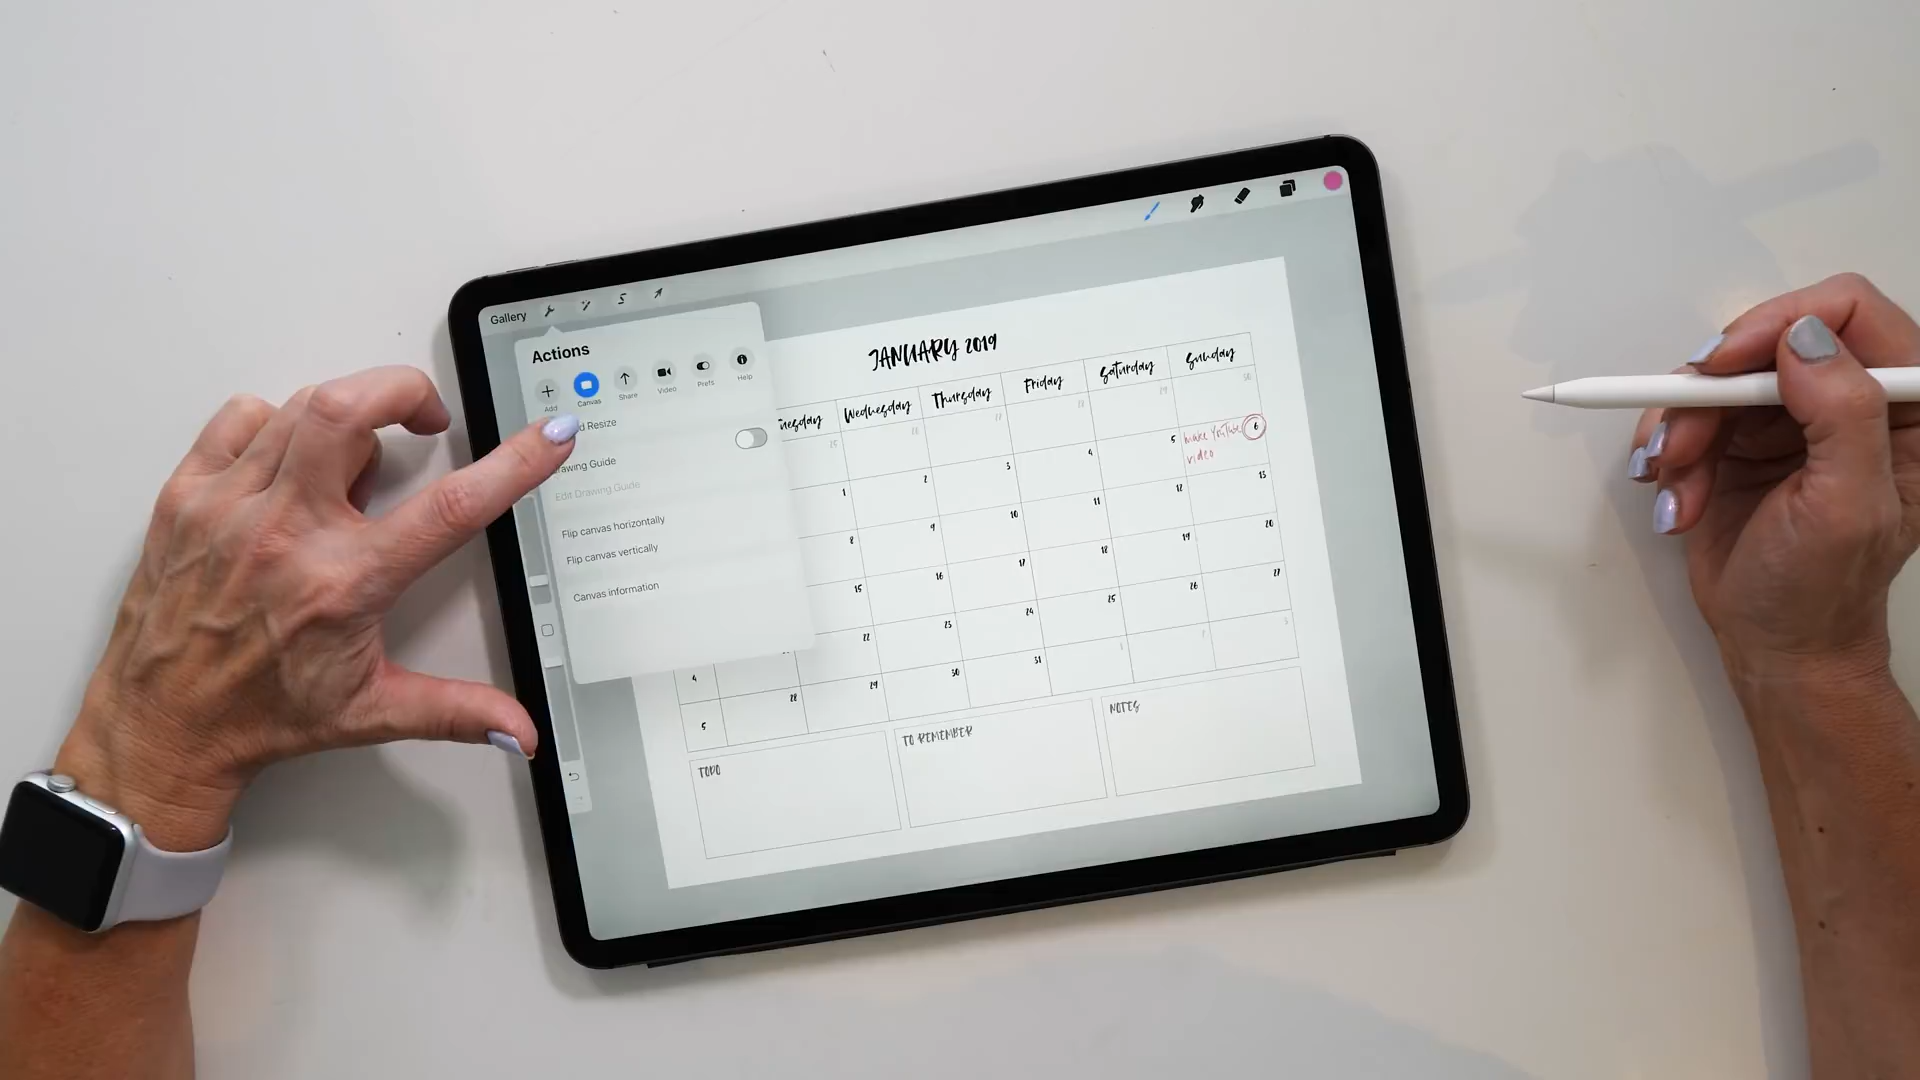 Gallery
Actions
Add
Canvas
Share
Video
Prefs
Help
Resize
Drawing Guide
Edit Drawing Guide
Flip canvas horizontally
Flip canvas vertically
Canvas information
JANUARY 2019
Wednesday Thursday Friday Saturday Sunday
30
make YouTube 6
video
1 2 3 4 5
13
8 9 10 11 12
20
15 16 17 18 19
27
22 23 24 25 26
4
28 29 30 31
5
TODO
TO REMEMBER
NOTES